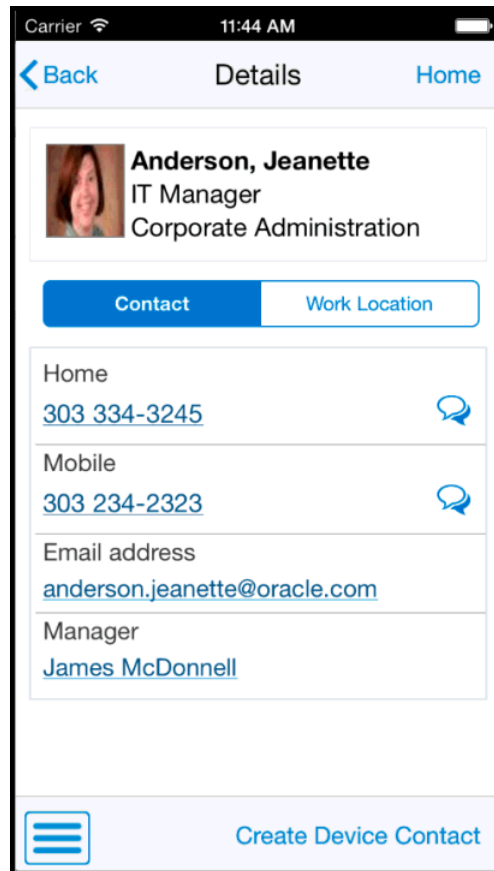 Carrier 11:44 AM
Back Details Home
Anderson, Jeanette
IT Manager
Corporate Administration
Contact Work Location
Home
303 334-3245
Mobile
303 234-2323
Email address
anderson.jeanette@oracle.com
Manager
James McDonnell
Create Device Contact